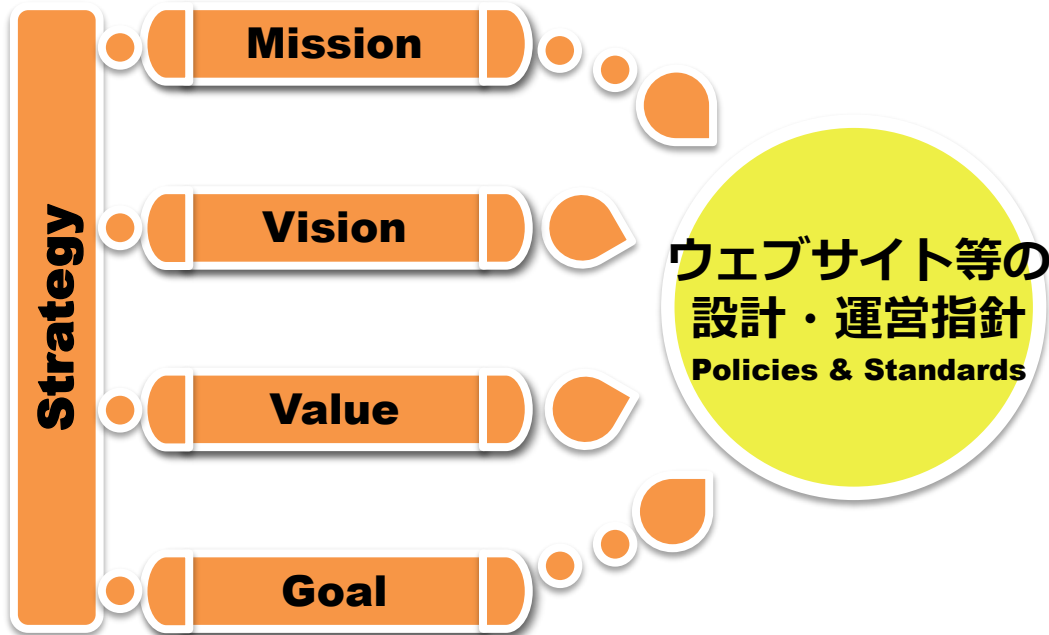 Strategy
Mission
Vision
Value
Goal
ウェブサイト等の
設計・運営指針
Policies & Standards